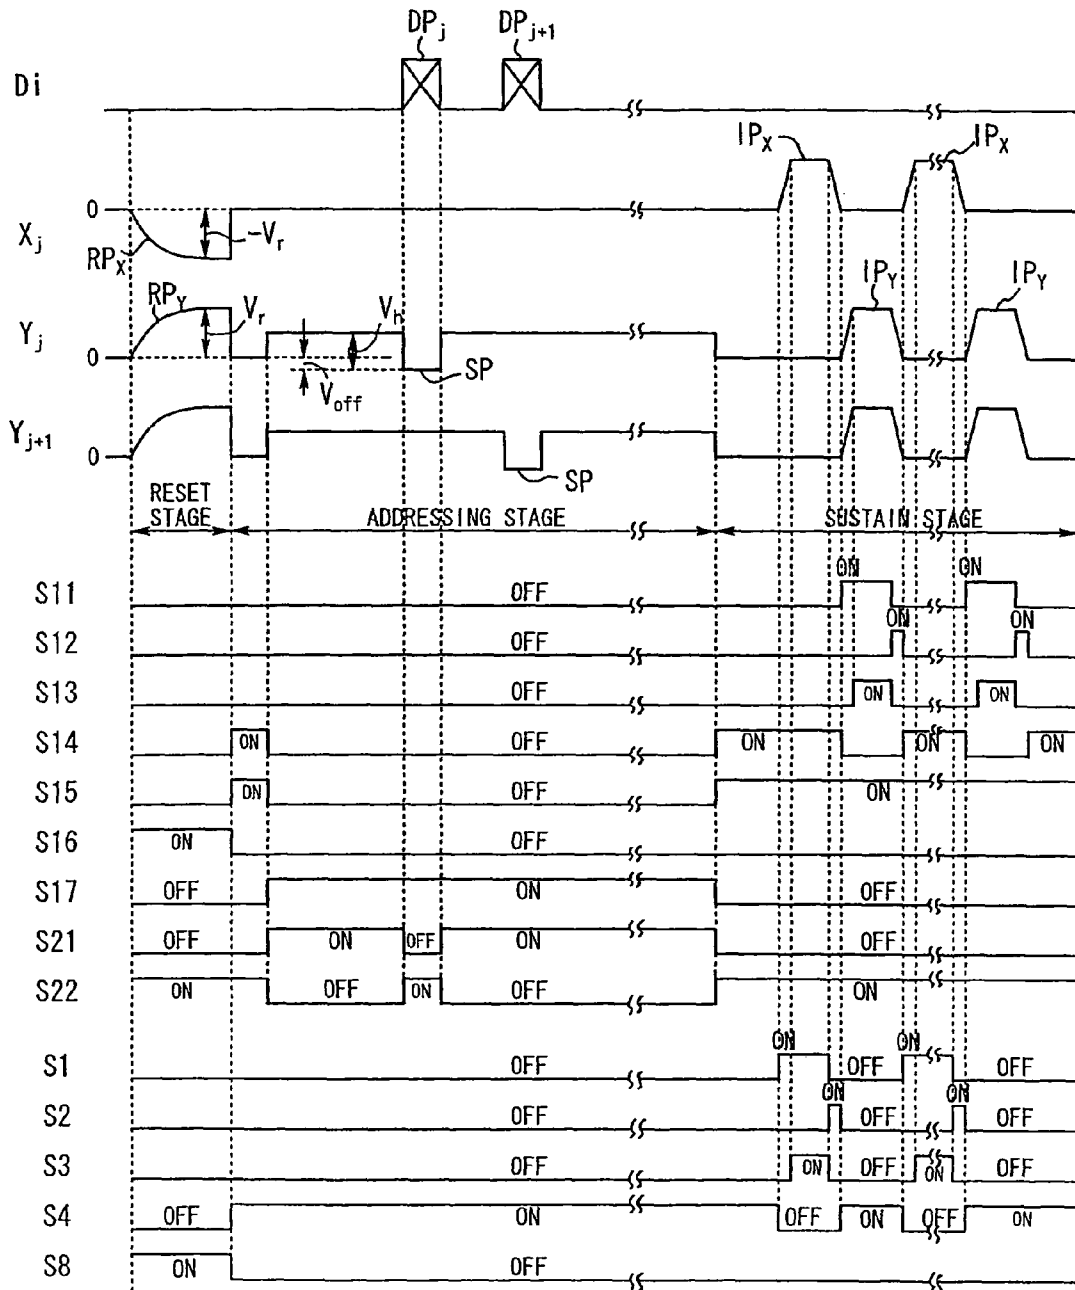 DPj DPj+1
Di
IPX IPX
0
Xj -Vr
RPX
RPY Vr Vh IPY IPY
Yj
0
SP
Voff
Yj+1
0
SP
RESET STAGE ADDRESSING STAGE SUSTAIN STAGE
S11 OFF ON ON
S12 OFF ON ON
S13 OFF ON ON
S14 ON OFF ON ON ON
S15 ON OFF ON
S16 ON OFF
S17 OFF ON OFF
S21 OFF ON OFF ON OFF
S22 ON OFF ON OFF ON
S1 OFF ON OFF ON OFF
S2 OFF ON OFF ON OFF
S3 OFF ON OFF ON OFF
S4 OFF ON OFF ON OFF ON
S8 ON OFF